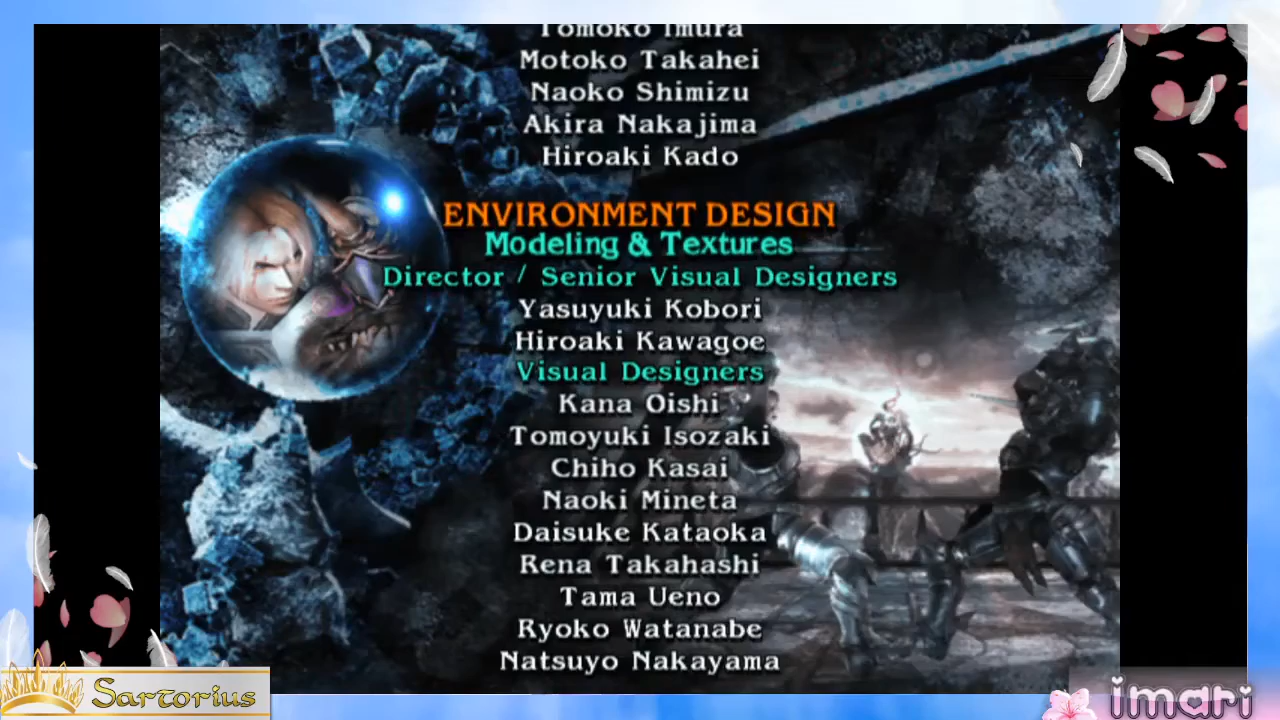 Tomoko Imura
Motoko Takahei
Naoko Shimizu
Akira Nakajima
Hiroaki Kado
ENVIRONMENT DESIGN
Modeling & Textures
Director / Senior Visual Designers
Yasuyuki Kobori
Hiroaki Kawagoe
Visual Designers
Kana Oishi
Tomoyuki Isozaki
Chiho Kasai
Naoki Mineta
Daisuke Kataoka
Rena Takahashi
Tama Ueno
Ryoko Watanabe
Natsuyo Nakayama
Sartorius
imari